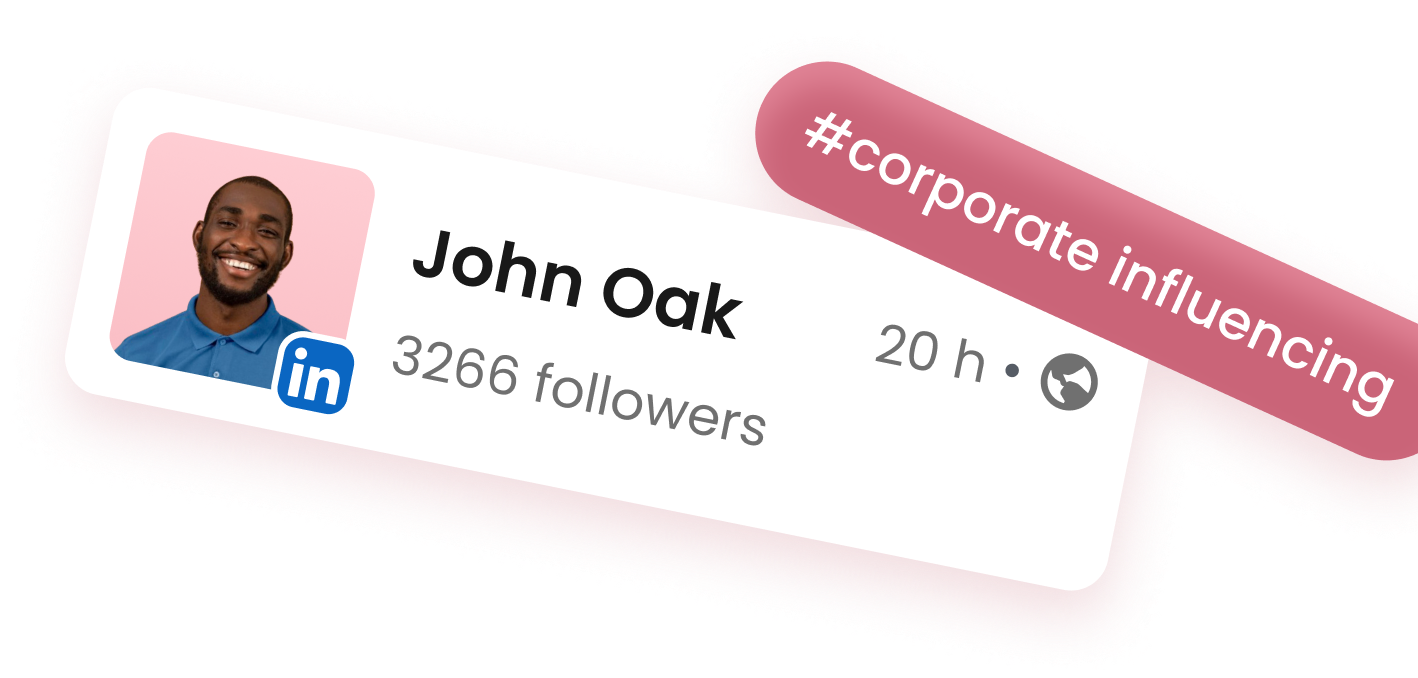 #corporate influencing
John Oak
3266 followers
20 h •
in